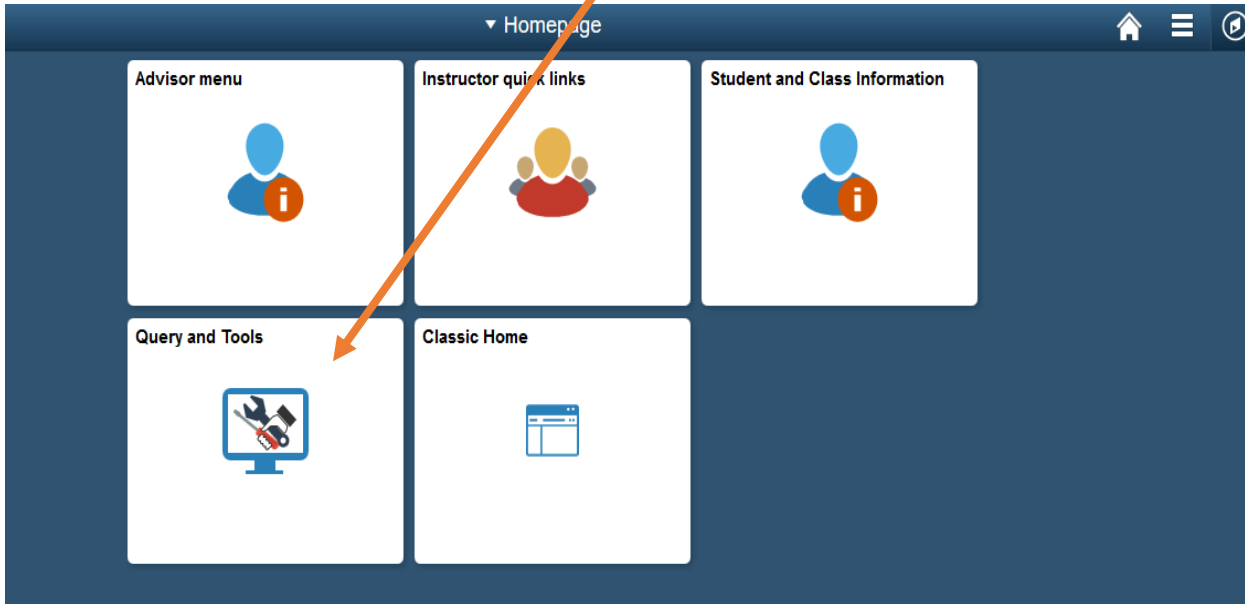 Homepage
Advisor menu
Instructor quick links
Student and Class Information
Query and Tools
Classic Home